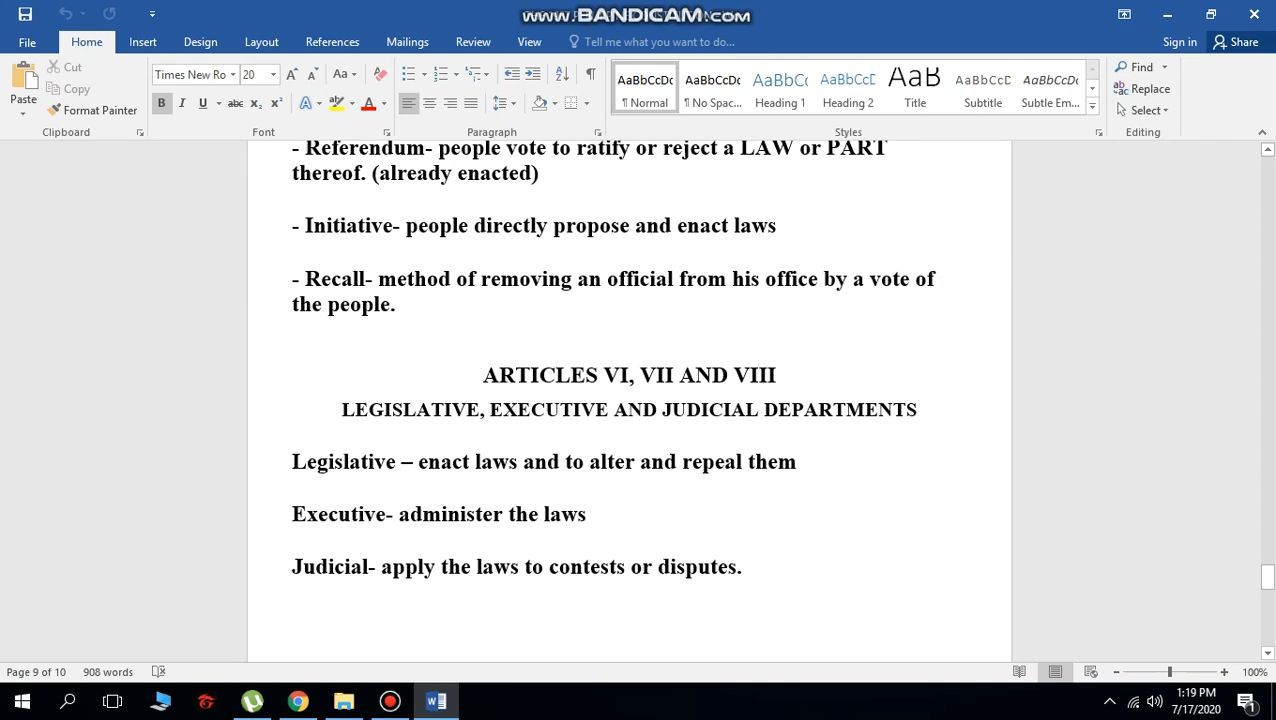 www.BANDICAM.com
File Home Insert Design Layout References Mailings Review View Tell me what you want to do... Sign in Share
Cut
Copy
Format Painter
Paste
Times New Ro 20
Aa
B I U abc x₂ x² A A
AaBbCcDc AaBbCcDc AaBbCc AaBbCcC AaB AaBbCcD AaBbCcDc
¶ Normal ¶ No Spac... Heading 1 Heading 2 Title Subtitle Subtle Em...
Find
Replace
Select
Clipboard Font Paragraph Styles Editing
- Referendum- people vote to ratify or reject a LAW or PART
thereof. (already enacted)
- Initiative- people directly propose and enact laws
- Recall- method of removing an official from his office by a vote of
the people.
ARTICLES VI, VII AND VIII
LEGISLATIVE, EXECUTIVE AND JUDICIAL DEPARTMENTS
Legislative – enact laws and to alter and repeal them
Executive- administer the laws
Judicial- apply the laws to contests or disputes.
Page 9 of 10 908 words 100%
1:19 PM
7/17/2020
1